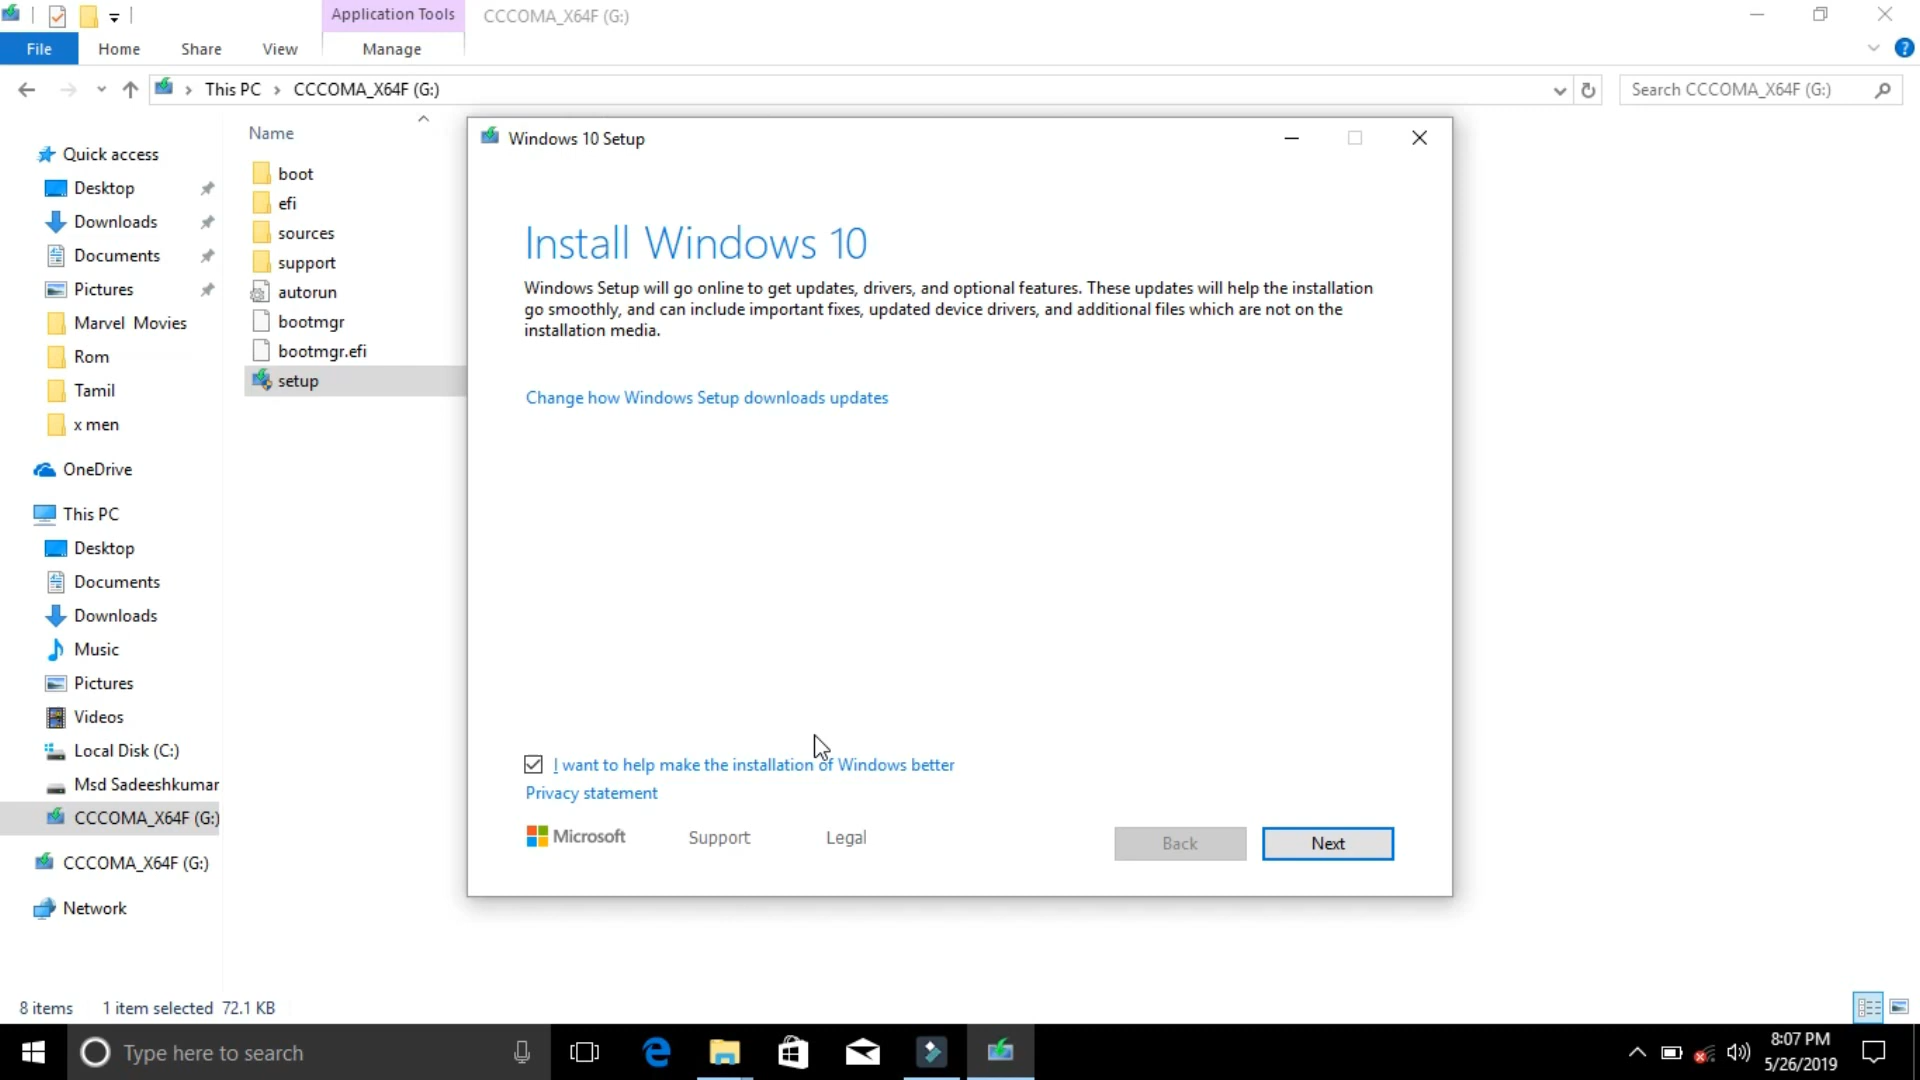 Application Tools
CCCOMA_X64F (G:)
File
Home
Share
View
Manage
This PC
CCCOMA_X64F (G:)
Search CCCOMA_X64F (G:)
Quick access
Desktop
Downloads
Documents
Pictures
Marvel Movies
Rom
Tamil
x men
OneDrive
This PC
Desktop
Documents
Downloads
Music
Pictures
Videos
Local Disk (C:)
Msd Sadeeshkumar
CCCOMA_X64F (G:)
CCCOMA_X64F (G:)
Network
Name
boot
efi
sources
support
autorun
bootmgr
bootmgr.efi
setup
Windows 10 Setup
Install Windows 10
Windows Setup will go online to get updates, drivers, and optional features. These updates will help the installation
go smoothly, and can include important fixes, updated device drivers, and additional files which are not on the
installation media.
Change how Windows Setup downloads updates
I want to help make the installation of Windows better
Privacy statement
Microsoft
Support
Legal
Back
Next
8 items
1 item selected 72.1 KB
Type here to search
8:07 PM
5/26/2019